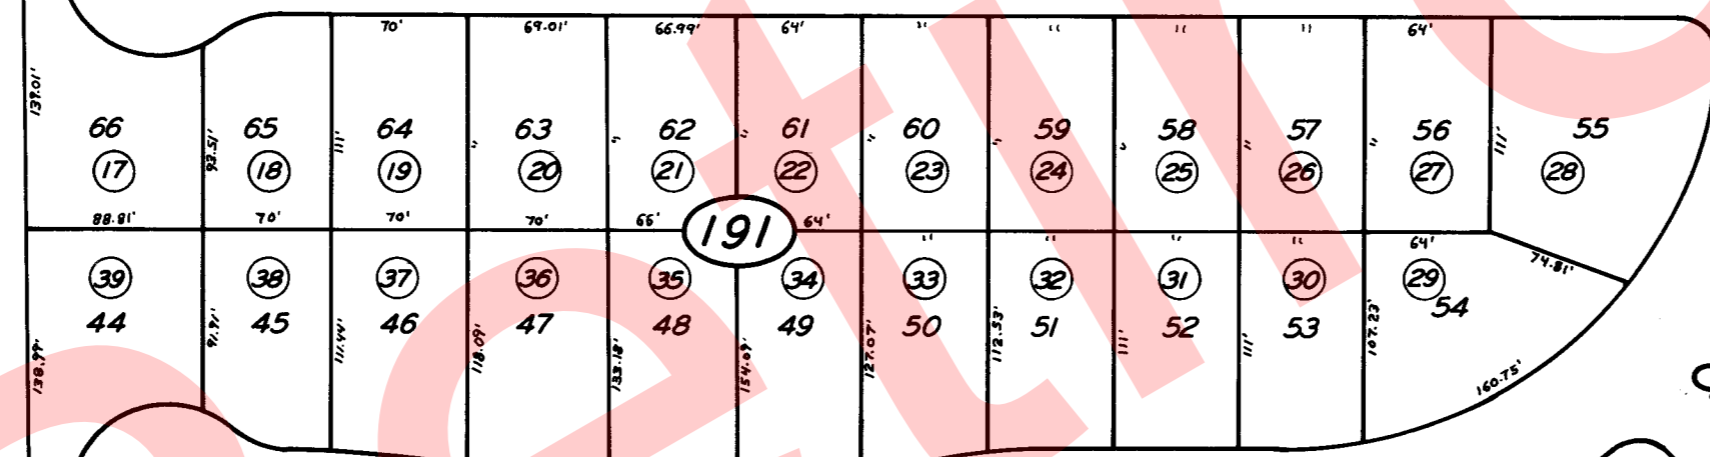 70' 69.01' 66.99' 64' " " " " 64'
139.01' 93.51' 111' " " " " " " " 111'
66 65 64 63 62 61 60 59 58 57 56 55
17 18 19 20 21 22 23 24 25 26 27 28
88.81' 70' 70' 70' 66' 64'
191
" " " " 64' 74.81'
39 38 37 36 35 34 33 32 31 30 29
44 45 46 47 48 49 50 51 52 53 54
138.99' 91.91' 111.44' 118.09' 133.18' 154.09' 127.07' 112.53' 111' 111' 107.23' 160.75'